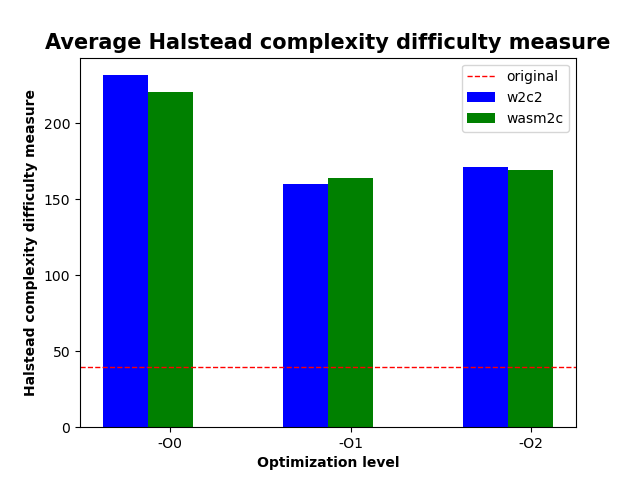 Average Halstead complexity difficulty measure
original
w2c2
wasm2c
Halstead complexity difficulty measure
200
150
100
50
0
-O0
-O1
-O2
Optimization level